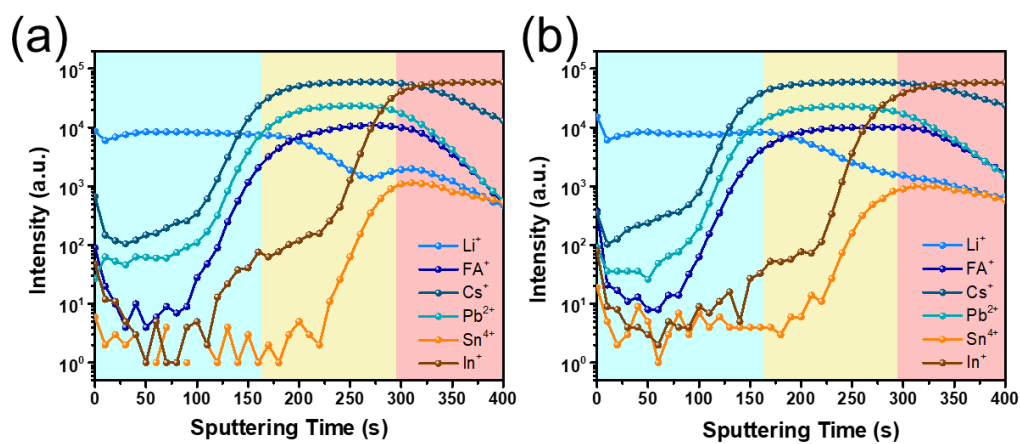 (a)
Intensity (a.u.)
10⁵
10⁴
10³
10²
10¹
10⁰
Li⁺
FA⁺
Cs⁺
Pb²⁺
Sn⁴⁺
In⁺
0 50 100 150 200 250 300 350 400
Sputtering Time (s)
(b)
Intensity (a.u.)
10⁵
10⁴
10³
10²
10¹
10⁰
Li⁺
FA⁺
Cs⁺
Pb²⁺
Sn⁴⁺
In⁺
0 50 100 150 200 250 300 350 400
Sputtering Time (s)